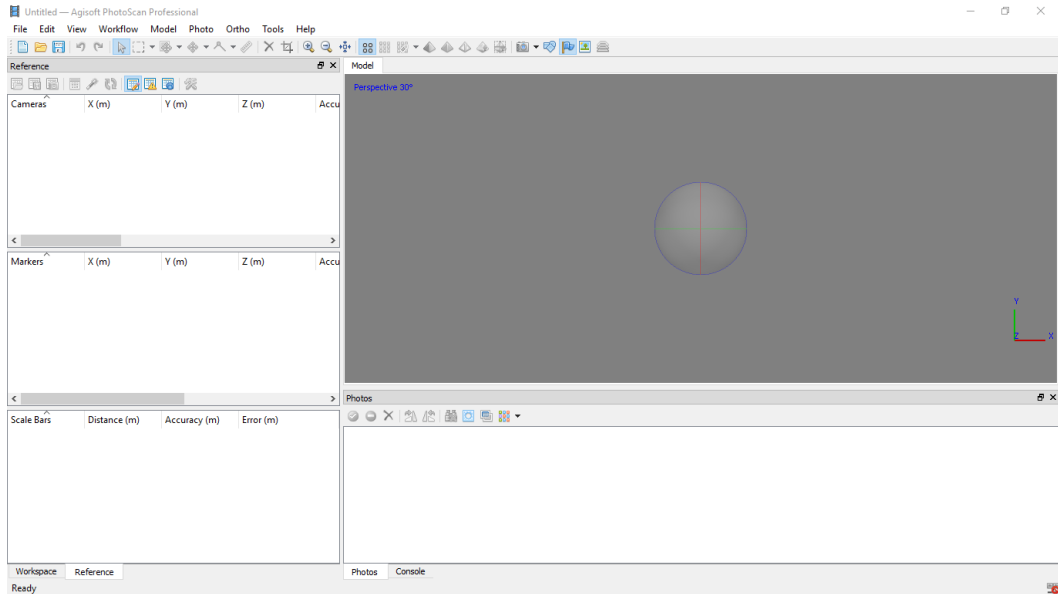 Untitled — Agisoft PhotoScan Professional
File Edit View Workflow Model Photo Ortho Tools Help
Reference
Model
Perspective 30°
Cameras X (m) Y (m) Z (m) Accu
Markers X (m) Y (m) Z (m) Accu
Y
Z X
Photos
Scale Bars Distance (m) Accuracy (m) Error (m)
Workspace Reference
Photos Console
Ready